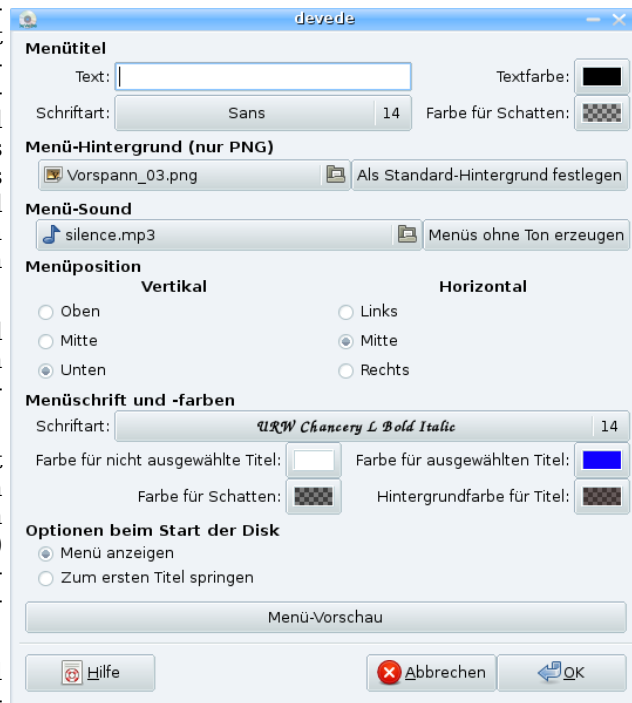 devede
Menütitel
Text:
Textfarbe:
Schriftart: Sans 14 Farbe für Schatten:
Menü-Hintergrund (nur PNG)
Vorspann_03.png Als Standard-Hintergrund festlegen
Menü-Sound
silence.mp3 Menüs ohne Ton erzeugen
Menüposition
Vertikal Horizontal
Oben Links
Mitte Mitte
Unten Rechts
Menüschrift und -farben
Schriftart: URW Chancery L Bold Italic 14
Farbe für nicht ausgewählte Titel: Farbe für ausgewählten Titel:
Farbe für Schatten: Hintergrundfarbe für Titel:
Optionen beim Start der Disk
Menü anzeigen
Zum ersten Titel springen
Menü-Vorschau
Hilfe Abbrechen OK